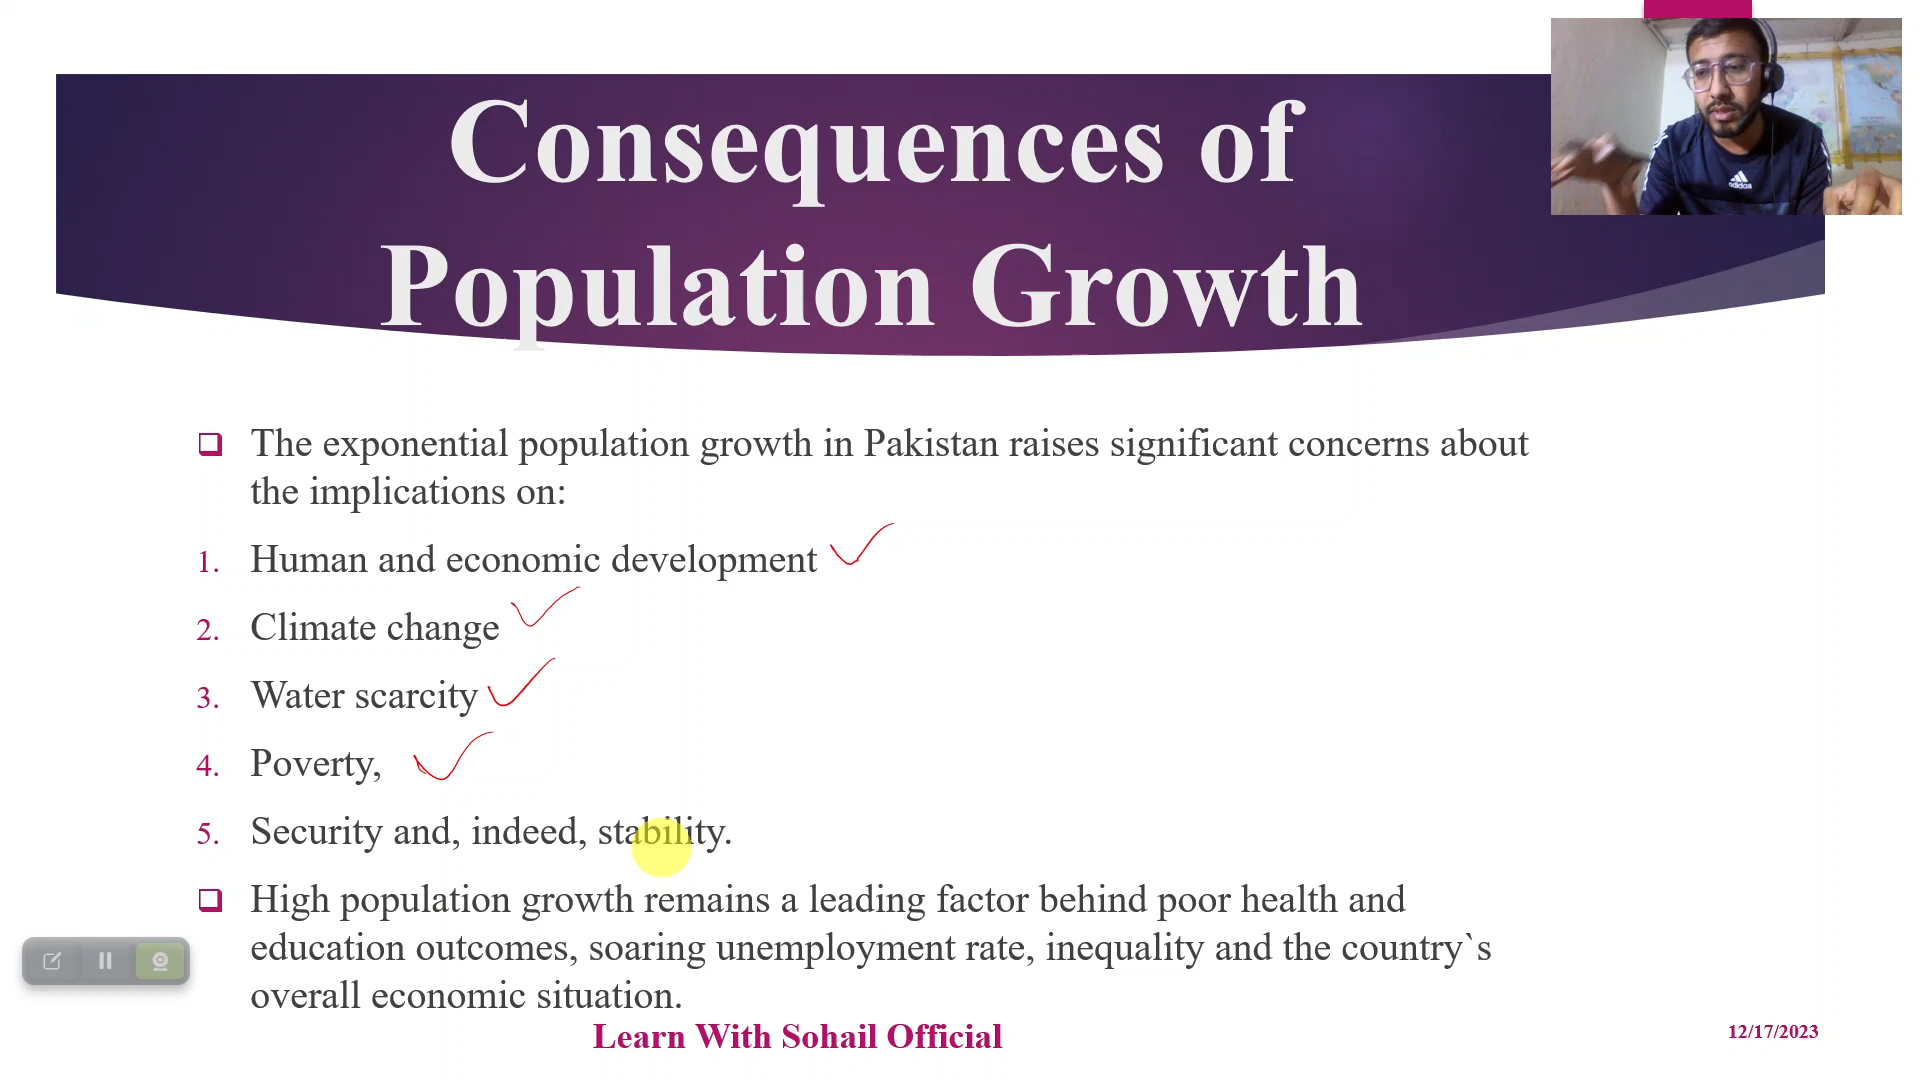 Consequences of
Population Growth
adidas
The exponential population growth in Pakistan raises significant concerns about
the implications on:
1. Human and economic development
2. Climate change
3. Water scarcity
4. Poverty,
5. Security and, indeed, stability.
High population growth remains a leading factor behind poor health and
education outcomes, soaring unemployment rate, inequality and the country`s
overall economic situation.
Learn With Sohail Official
12/17/2023